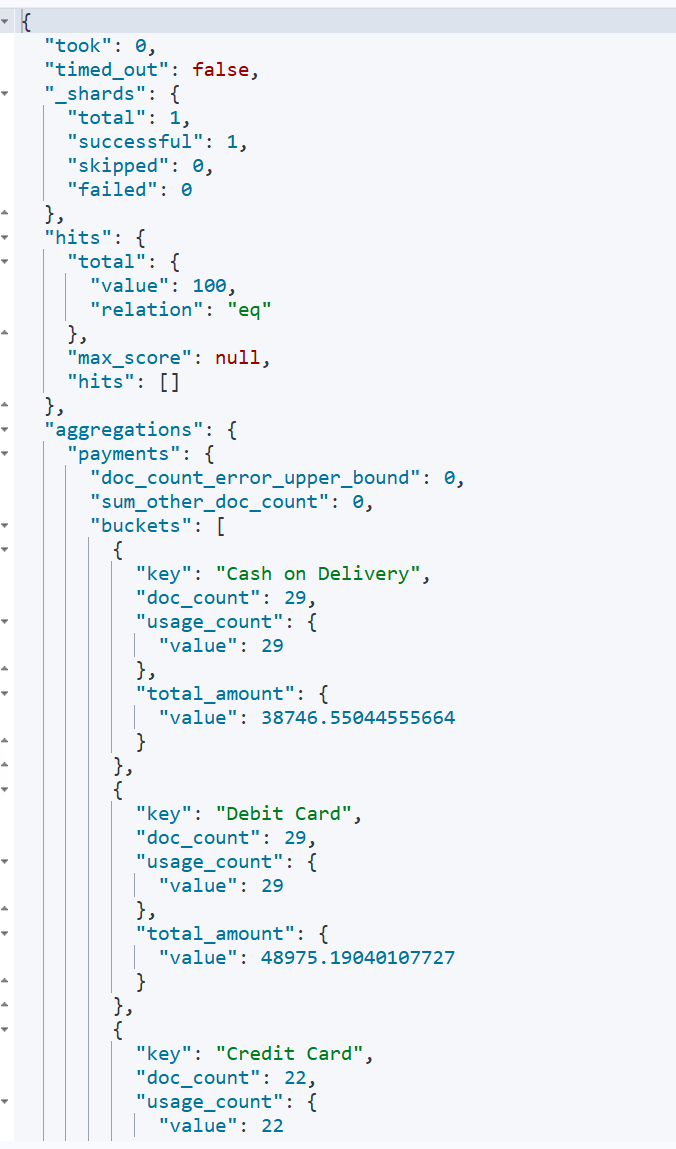 {
  "took": 0,
  "timed_out": false,
  "_shards": {
    "total": 1,
    "successful": 1,
    "skipped": 0,
    "failed": 0
  },
  "hits": {
    "total": {
      "value": 100,
      "relation": "eq"
    },
    "max_score": null,
    "hits": []
  },
  "aggregations": {
    "payments": {
      "doc_count_error_upper_bound": 0,
      "sum_other_doc_count": 0,
      "buckets": [
        {
          "key": "Cash on Delivery",
          "doc_count": 29,
          "usage_count": {
            "value": 29
          },
          "total_amount": {
            "value": 38746.55044555664
          }
        },
        {
          "key": "Debit Card",
          "doc_count": 29,
          "usage_count": {
            "value": 29
          },
          "total_amount": {
            "value": 48975.19040107727
          }
        },
        {
          "key": "Credit Card",
          "doc_count": 22,
          "usage_count": {
            "value": 22